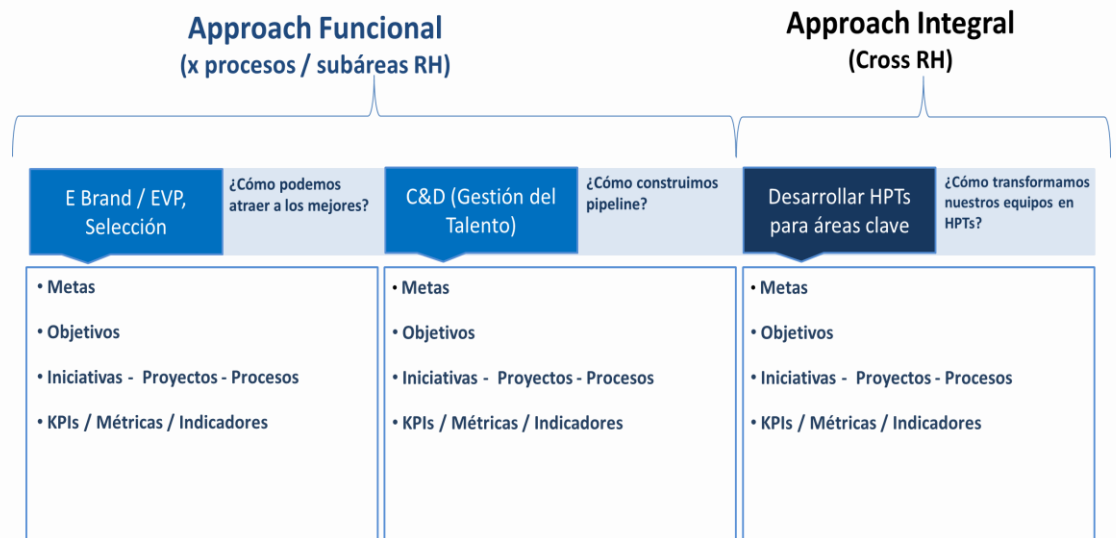 Approach Funcional
(x procesos / subáreas RH)
Approach Integral
(Cross RH)
E Brand / EVP,
Selección
¿Cómo podemos
atraer a los mejores?
C&D (Gestión del
Talento)
¿Cómo construimos
pipeline?
Desarrollar HPTs
para áreas clave
¿Cómo transformamos
nuestros equipos en
HPTs?
• Metas
• Objetivos
• Iniciativas - Proyectos - Procesos
• KPIs / Métricas / Indicadores
• Metas
• Objetivos
• Iniciativas - Proyectos - Procesos
• KPIs / Métricas / Indicadores
• Metas
• Objetivos
• Iniciativas - Proyectos - Procesos
• KPIs / Métricas / Indicadores